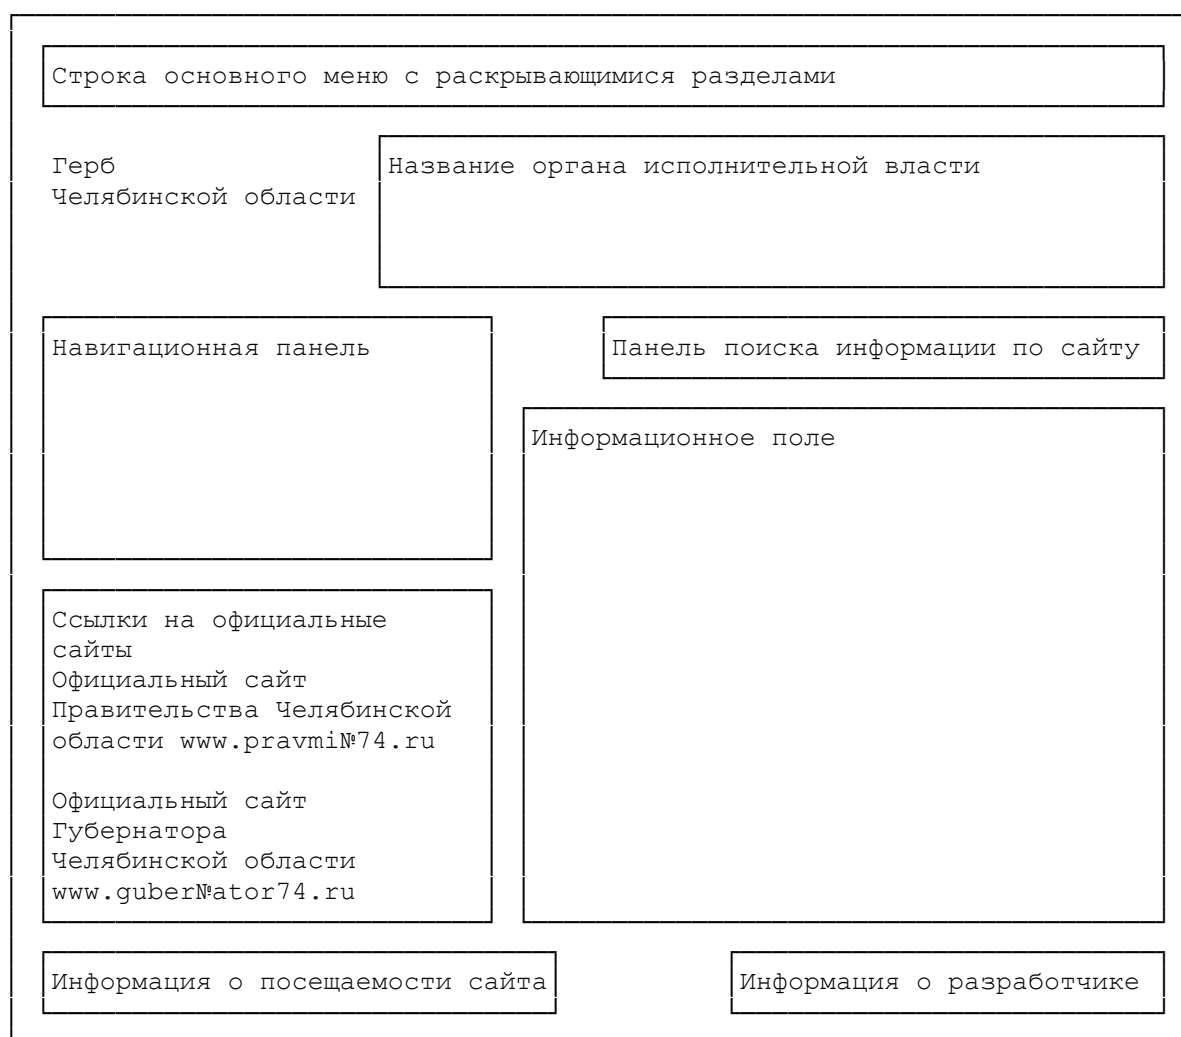 Строка основного меню с раскрывающимися разделами
Герб
Челябинской области
Название органа исполнительной власти
Навигационная панель
Панель поиска информации по сайту
Информационное поле
Ссылки на официальные
сайты
Официальный сайт
Правительства Челябинской
области www.pravmi№74.ru
Официальный сайт
Губернатора
Челябинской области
www.guber№ator74.ru
Информация о посещаемости сайта
Информация о разработчике